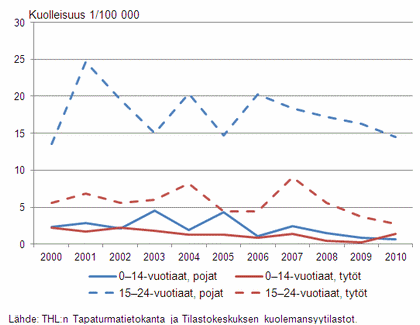 Kuolleisuus 1/100 000
30
25
20
15
10
5
0
2000 2001 2002 2003 2004 2005 2006 2007 2008 2009 2010
0–14-vuotiaat, pojat 0–14-vuotiaat, tytöt
15–24-vuotiaat, pojat 15–24-vuotiaat, tytöt
Lähde: THL:n Tapaturmatietokanta ja Tilastokeskuksen kuolemansyytilastot.